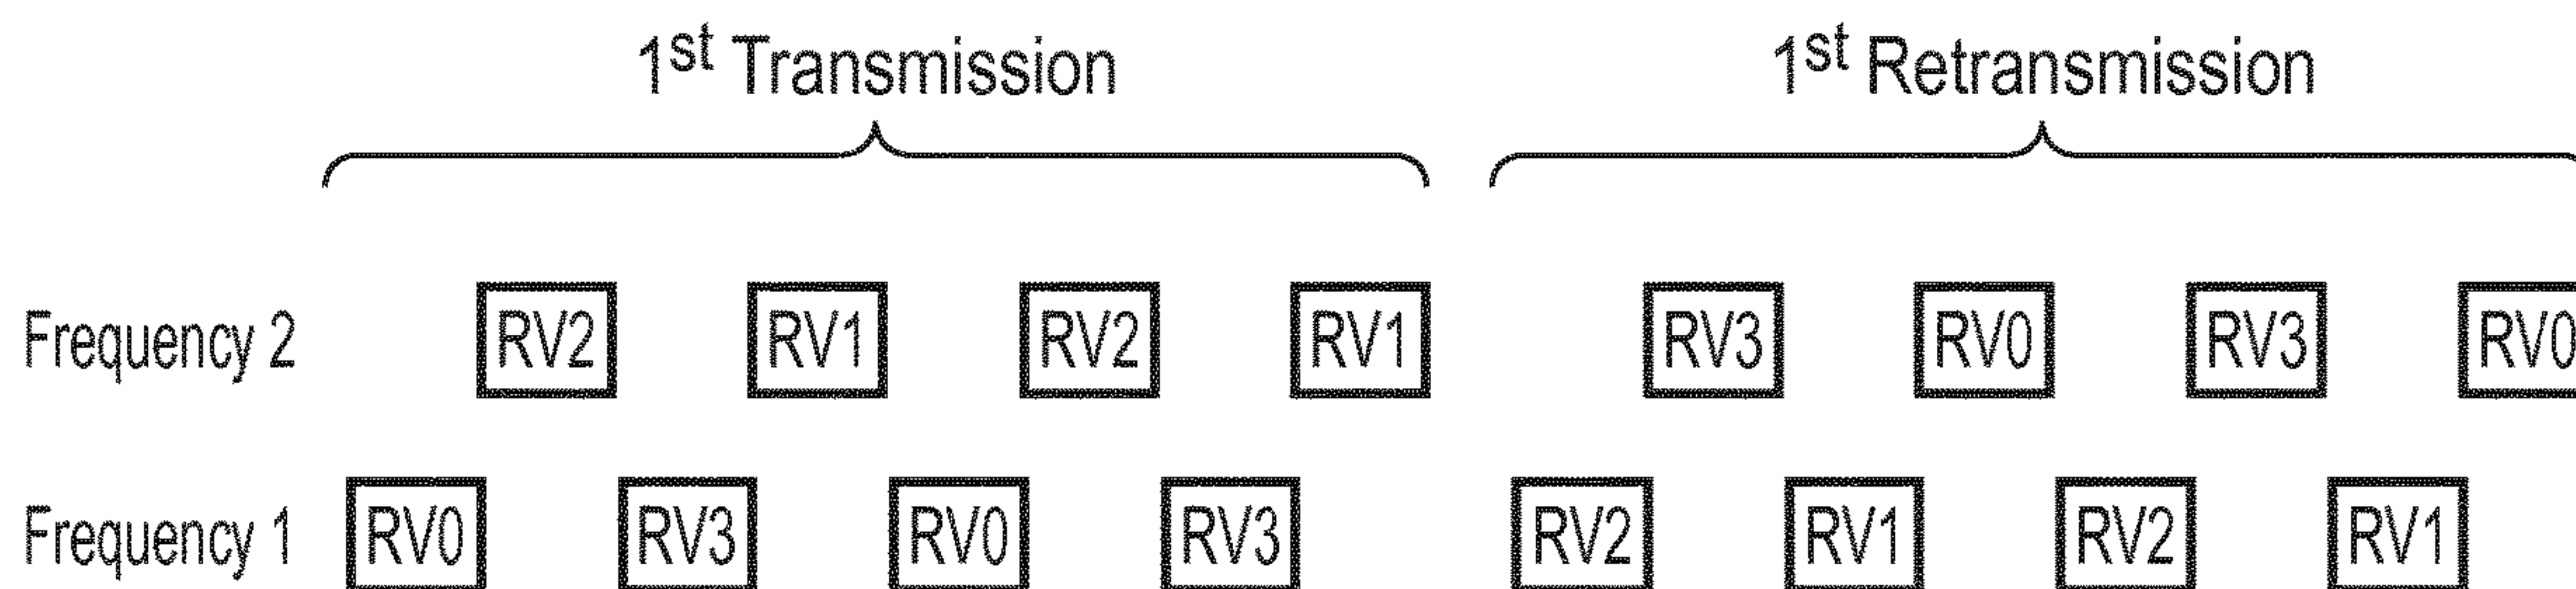 1st Transmission 1st Retransmission
Frequency 2 RV2 RV1 RV2 RV1 RV3 RV0 RV3 RV0
Frequency 1 RV0 RV3 RV0 RV3 RV2 RV1 RV2 RV1